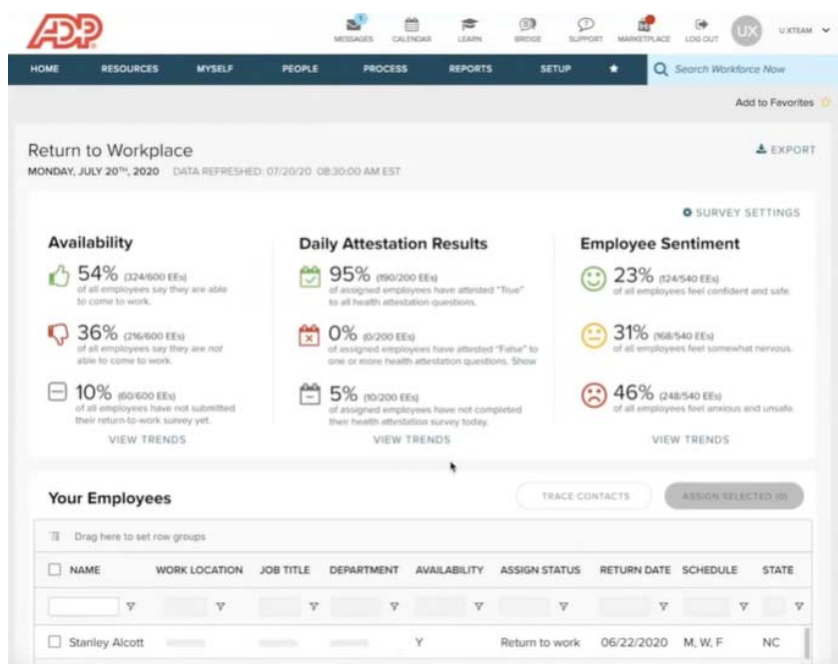 ADP
1
MESSAGES CALENDAR LEARN BRIDGE SUPPORT MARKETPLACE LOG OUT UX UXTEAM
HOME RESOURCES MYSELF PEOPLE PROCESS REPORTS SETUP Search Workforce Now
Add to Favorites
Return to Workplace
EXPORT
MONDAY, JULY 20TH, 2020 DATA REFRESHED: 07/20/20 08:30:00 AM EST
SURVEY SETTINGS
Availability
54% (324/600 EEs)
of all employees say they are able
to come to work.
36% (216/600 EEs)
of all employees say they are not
able to come to work.
10% (60/600 EEs)
of all employees have not submitted
their return-to-work survey yet.
VIEW TRENDS
Daily Attestation Results
95% (190/200 EEs)
of assigned employees have attested "True"
to all health attestation questions.
0% (0/200 EEs)
of assigned employees have attested "False" to
one or more health attestation questions. Show
5% (10/200 EEs)
of assigned employees have not completed
their health attestation survey today.
VIEW TRENDS
Employee Sentiment
23% (124/540 EEs)
of all employees feel confident and safe.
31% (168/540 EEs)
of all employees feel somewhat nervous.
46% (248/540 EEs)
of all employees feel anxious and unsafe.
VIEW TRENDS
Your Employees
TRACE CONTACTS ASSIGN SELECTED (0)
Drag here to set row groups
NAME WORK LOCATION JOB TITLE DEPARTMENT AVAILABILITY ASSIGN STATUS RETURN DATE SCHEDULE STATE
Stanley Alcott Y Return to work 06/22/2020 M, W, F NC